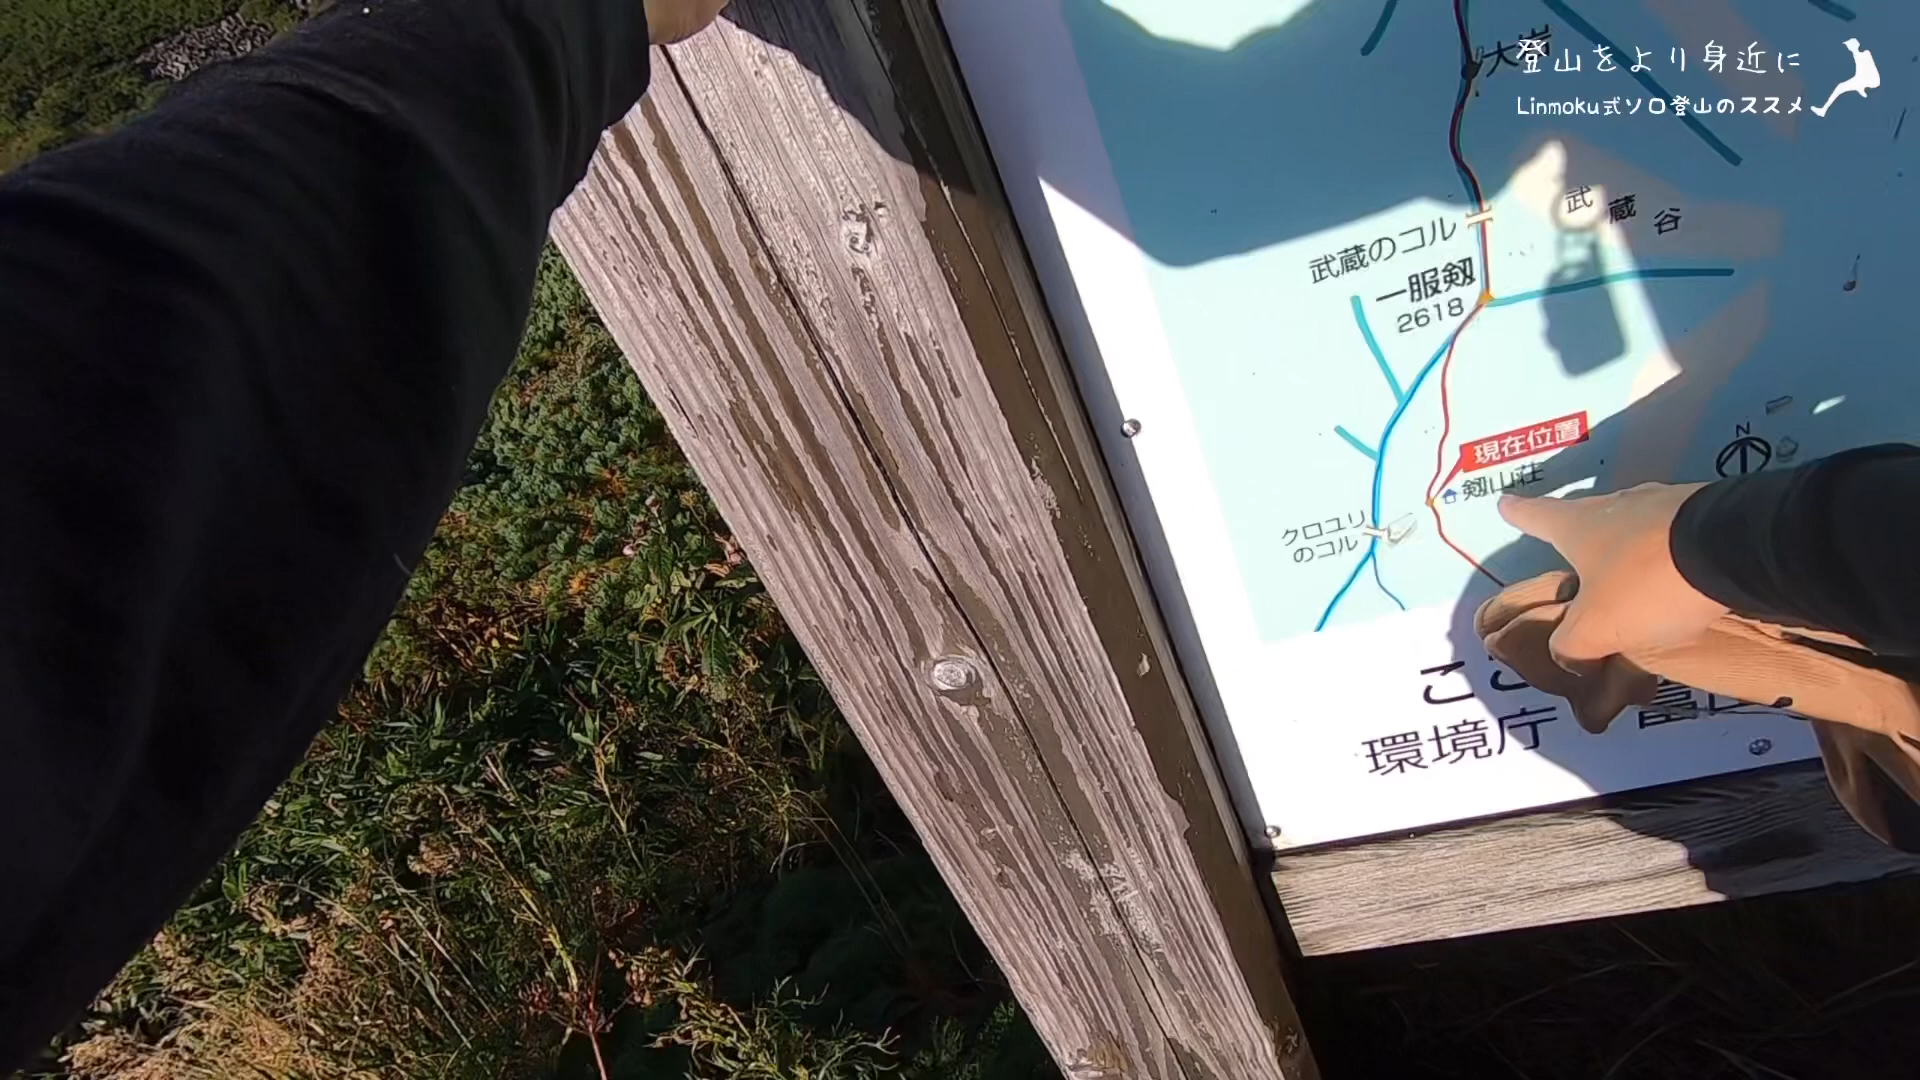 登山をより身近に
Linmoku式ソロ登山のススメ
大岩
武蔵谷
武蔵のコル
一服剱
2618
現在位置
剱山荘
N
クロユリ
のコル
環境庁